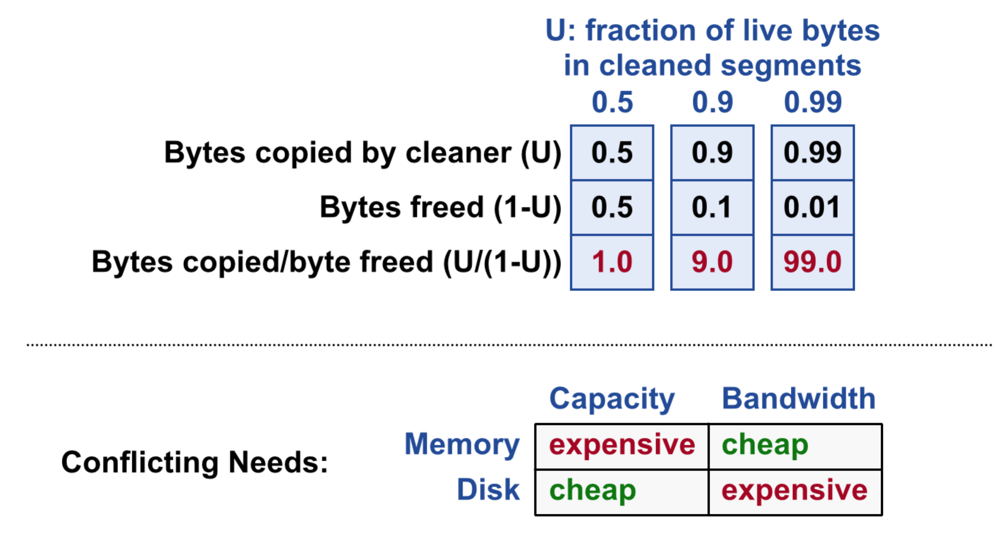 U: fraction of live bytes
in cleaned segments
0.5 0.9 0.99
Bytes copied by cleaner (U) 0.5 0.9 0.99
Bytes freed (1-U) 0.5 0.1 0.01
Bytes copied/byte freed (U/(1-U)) 1.0 9.0 99.0
Capacity Bandwidth
Conflicting Needs:
Memory expensive cheap
Disk cheap expensive